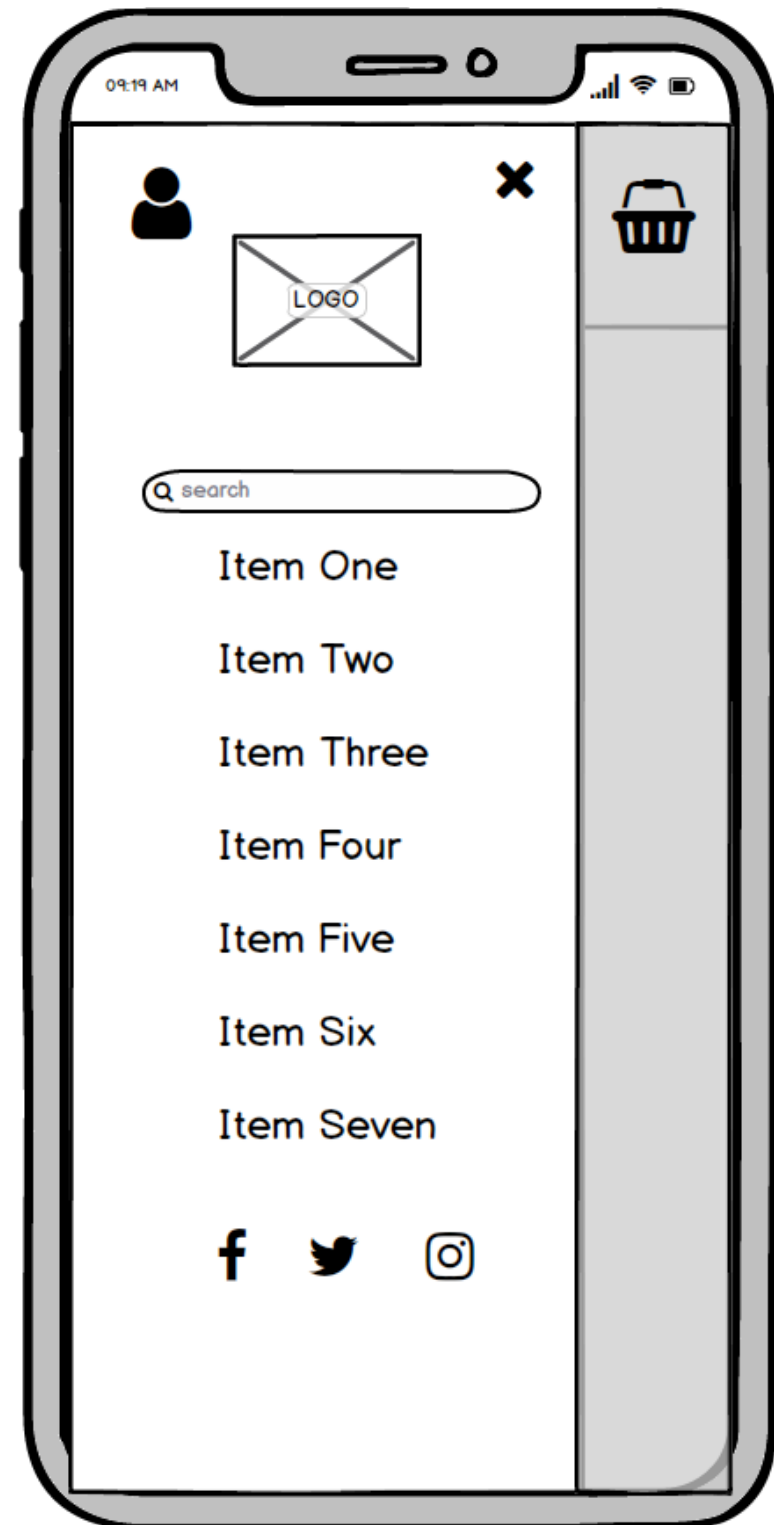 09:19 AM
LOGO
search
Item One
Item Two
Item Three
Item Four
Item Five
Item Six
Item Seven